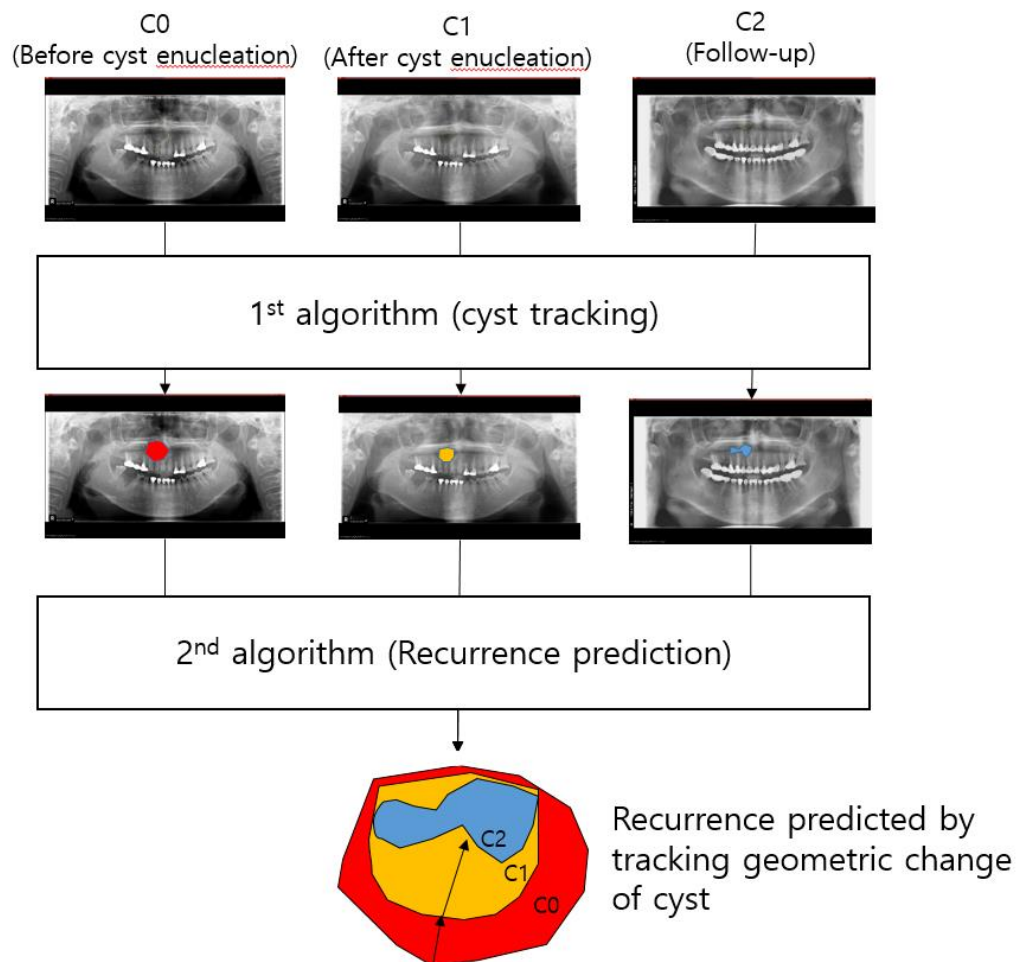 C0
(Before cyst enucleation)
C1
(After cyst enucleation)
C2
(Follow-up)
1st algorithm (cyst tracking)
2nd algorithm (Recurrence prediction)
C2
C1
C0
Recurrence predicted by
tracking geometric change
of cyst